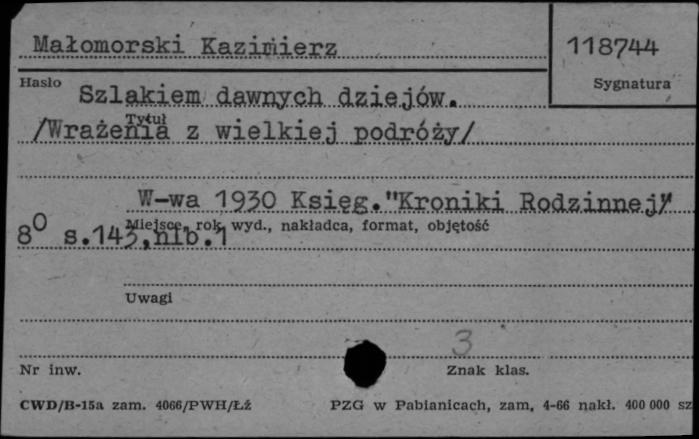 Małomorski Kazimierz
118744
Hasło
Sygnatura
Szlakiem dawnych dziejów.
Tytuł
/Wrażenia z wielkiej podróży/
W-wa 1930 Księg."Kroniki Rodzinnej"
Miejsce, rok wyd., nakładca, format, objętość
8⁰ s.143,nlb.1
Uwagi
3
Nr inw.
Znak klas.
CWD/B-15a zam. 4066/PWH/Łź
PZG w Pabianicach, zam, 4-66 nakł. 400 000 sz